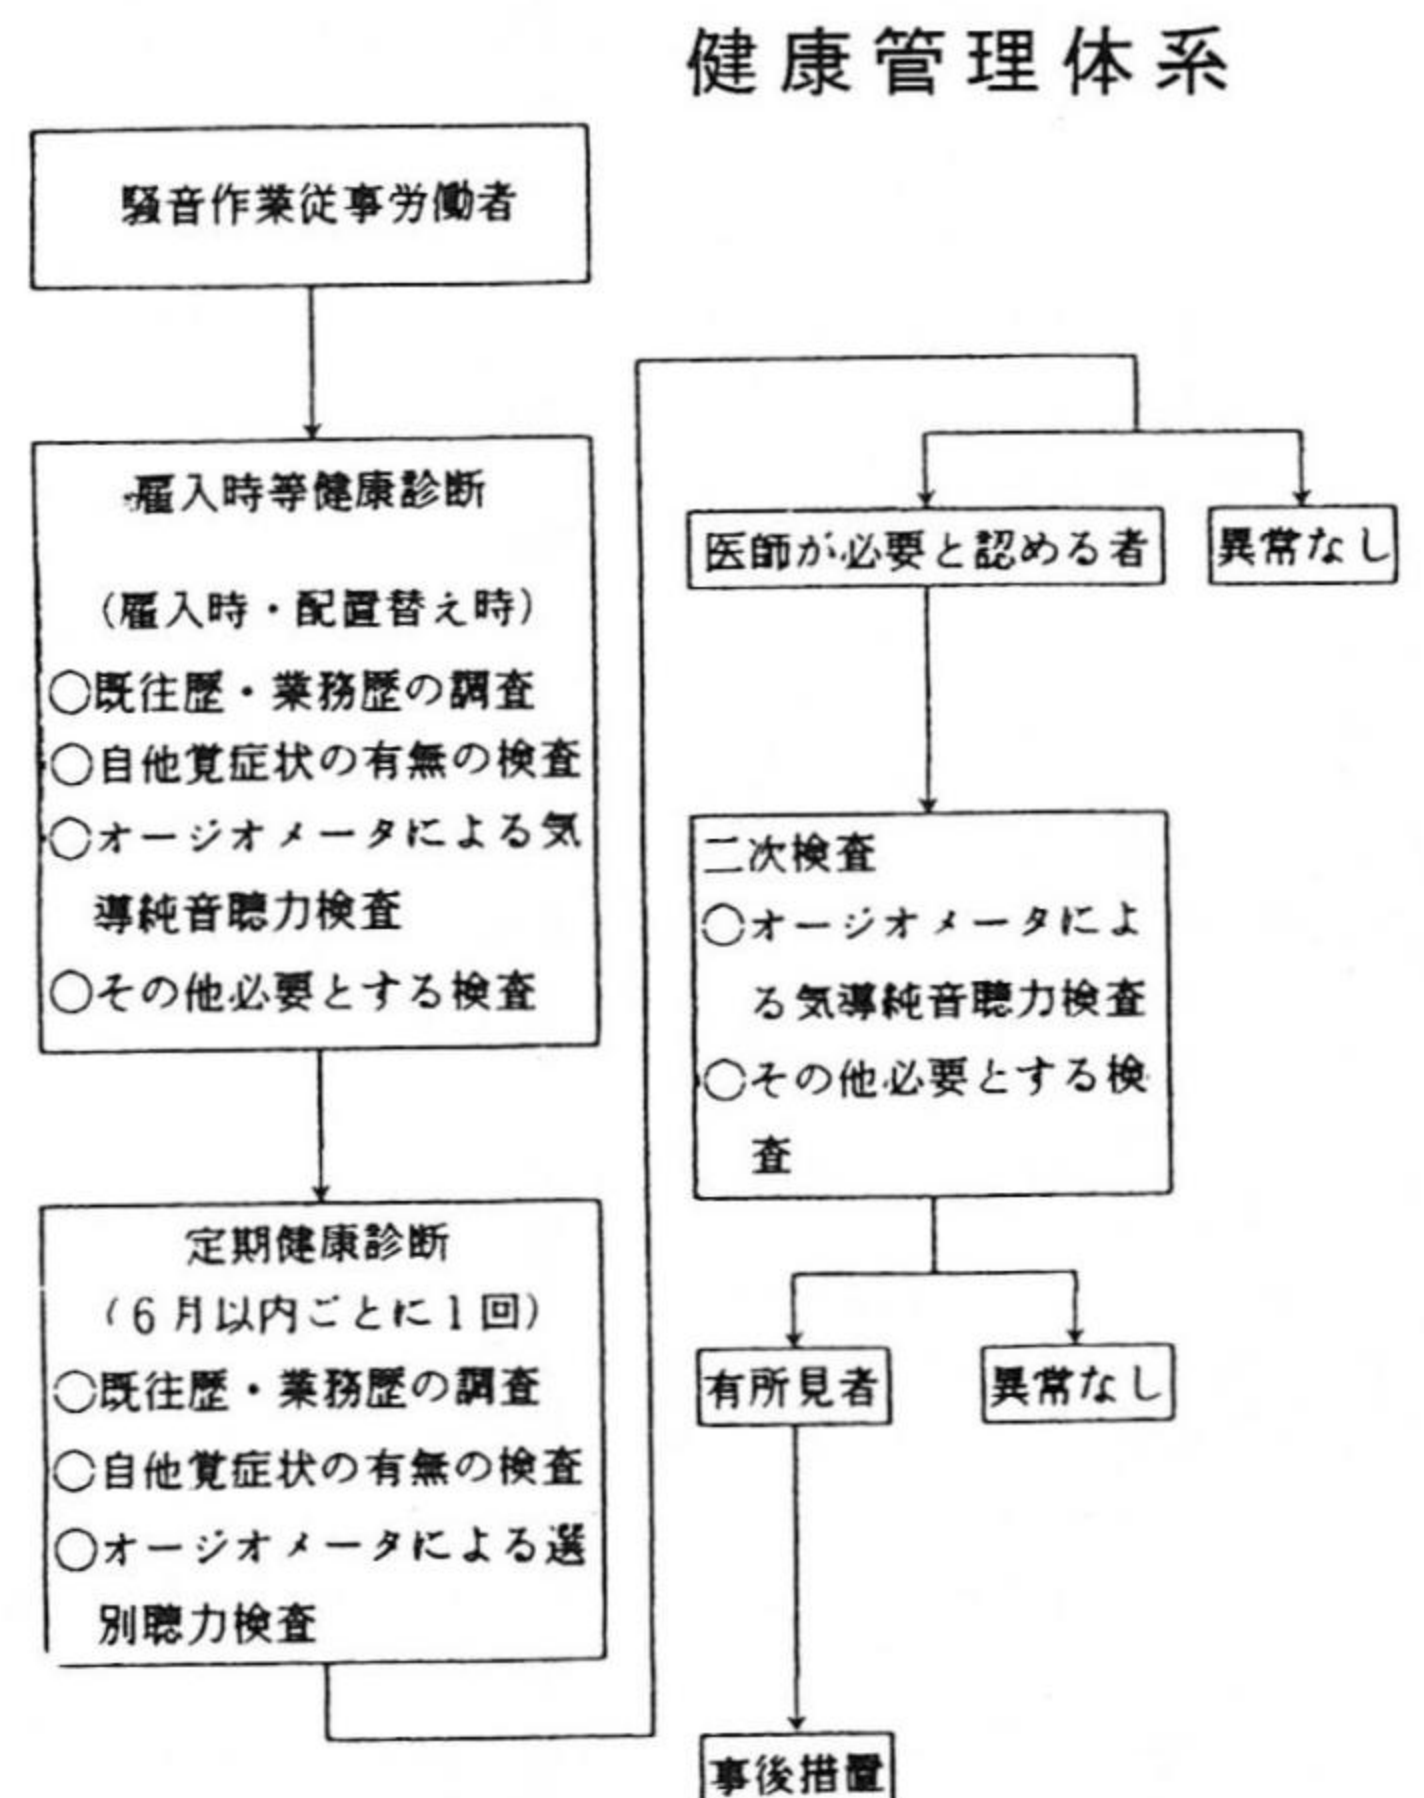 健康管理体系
騒音作業従事労働者
雇入時等健康診断
（雇入時・配置替え時）
○既往歴・業務歴の調査
○自他覚症状の有無の検査
○オージオメータによる気
導純音聴力検査
○その他必要とする検査
定期健康診断
（6月以内ごとに1回）
○既往歴・業務歴の調査
○自他覚症状の有無の検査
○オージオメータによる選
別聴力検査
医師が必要と認める者
異常なし
二次検査
○オージオメータによ
る気導純音聴力検査
○その他必要とする検
査
有所見者
異常なし
事後措置